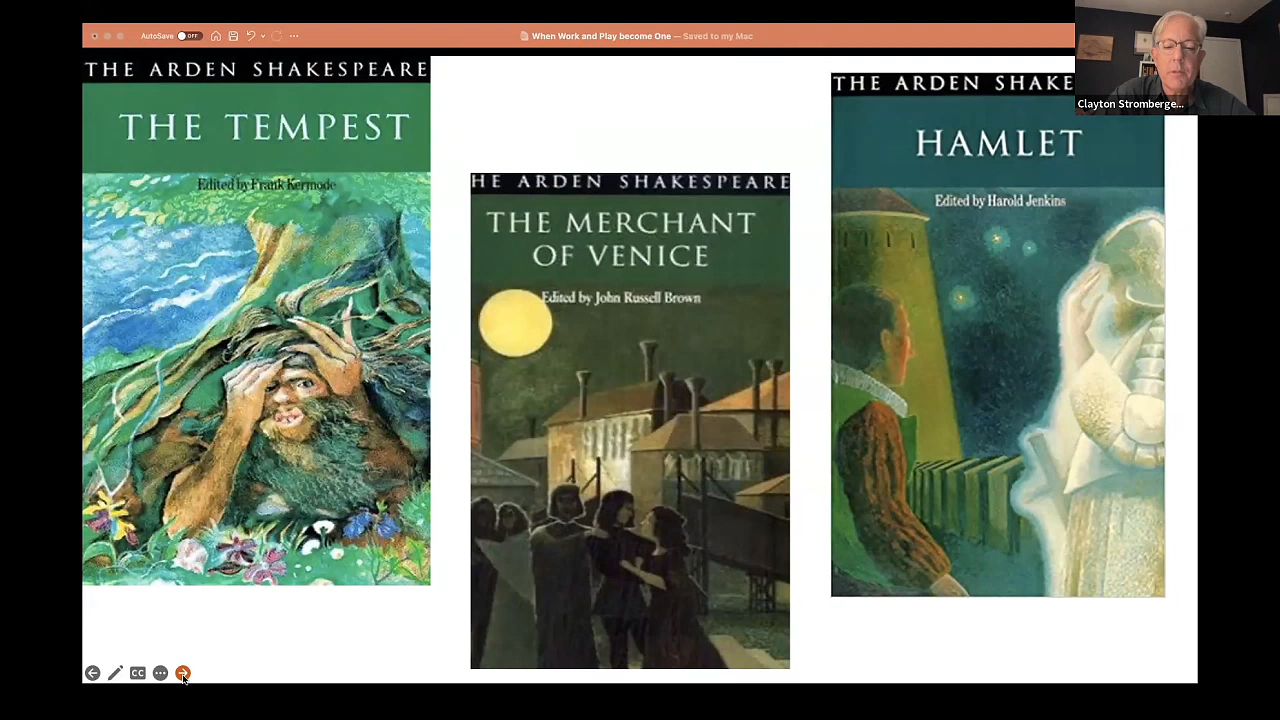 AutoSave OFF
When Work and Play become One — Saved to my Mac
Clayton Stromberge...
THE ARDEN SHAKESPEARE
THE TEMPEST
Edited by Frank Kermode
HE ARDEN SHAKESPEARE
THE MERCHANT
OF VENICE
Edited by John Russell Brown
THE ARDEN SHAKE
HAMLET
Edited by Harold Jenkins
CC